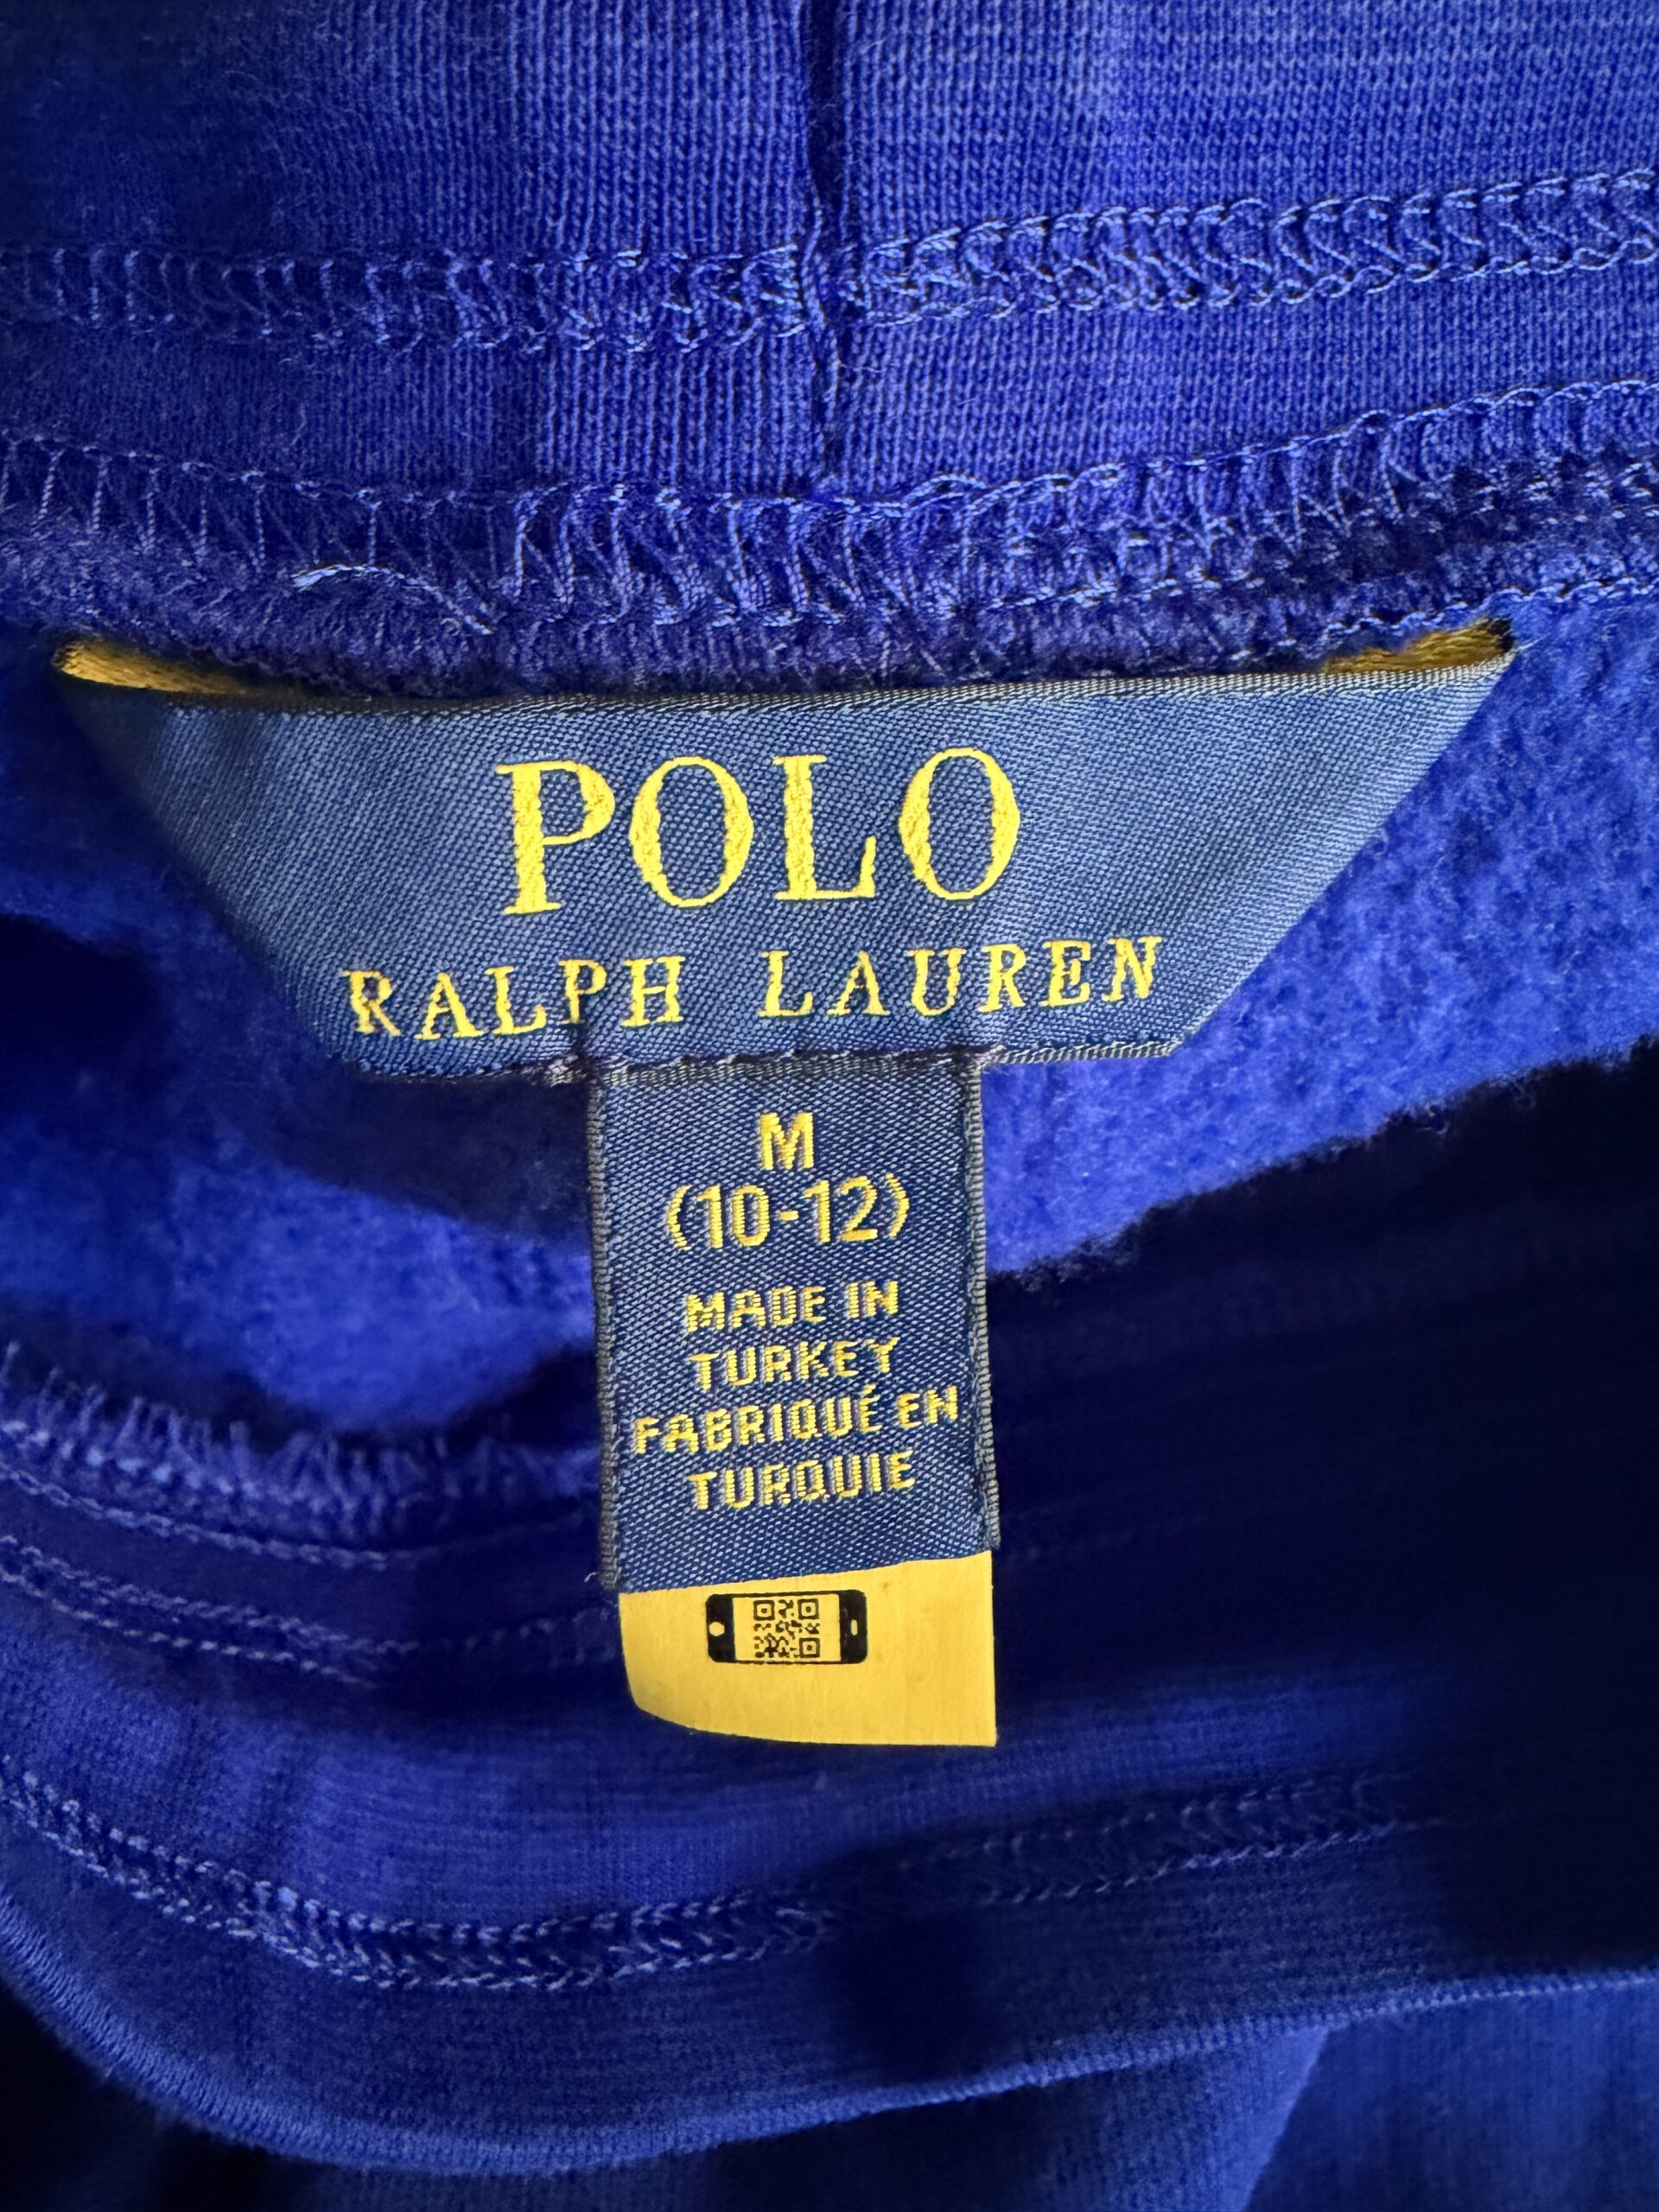 POLO
RALPH LAUREN
M
(10-12)
MADE IN
TURKEY
FABRIQUÉ EN
TURQUIE